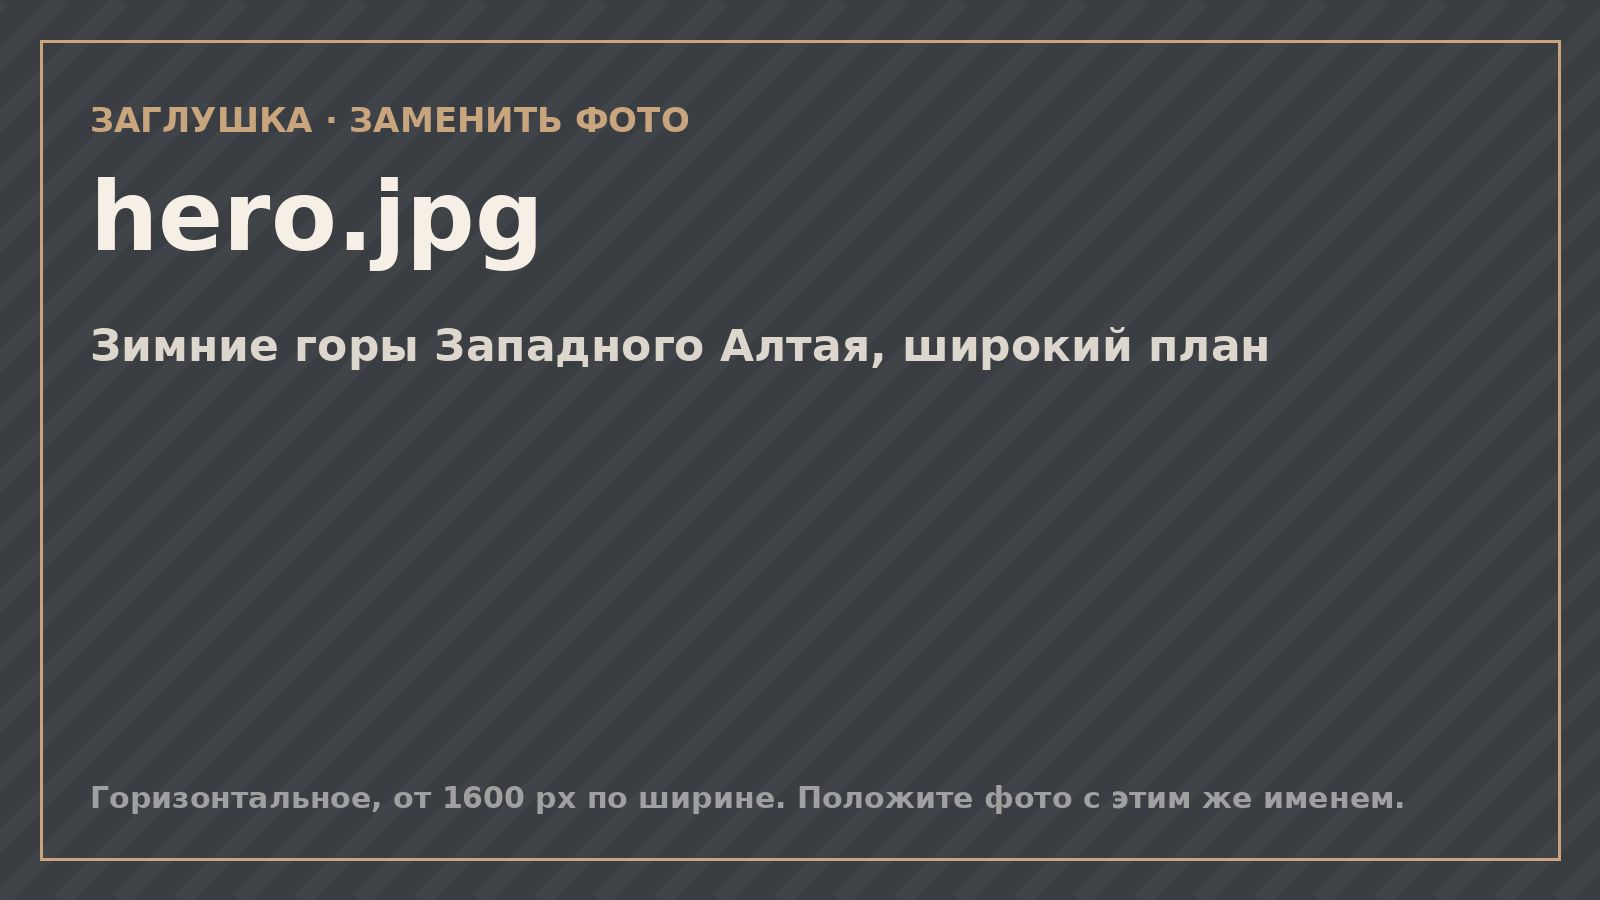 ЗАГЛУШКА · ЗАМЕНИТЬ ФОТО
hero.jpg
Зимние горы Западного Алтая, широкий план
Горизонтальное, от 1600 px по ширине. Положите фото с этим же именем.